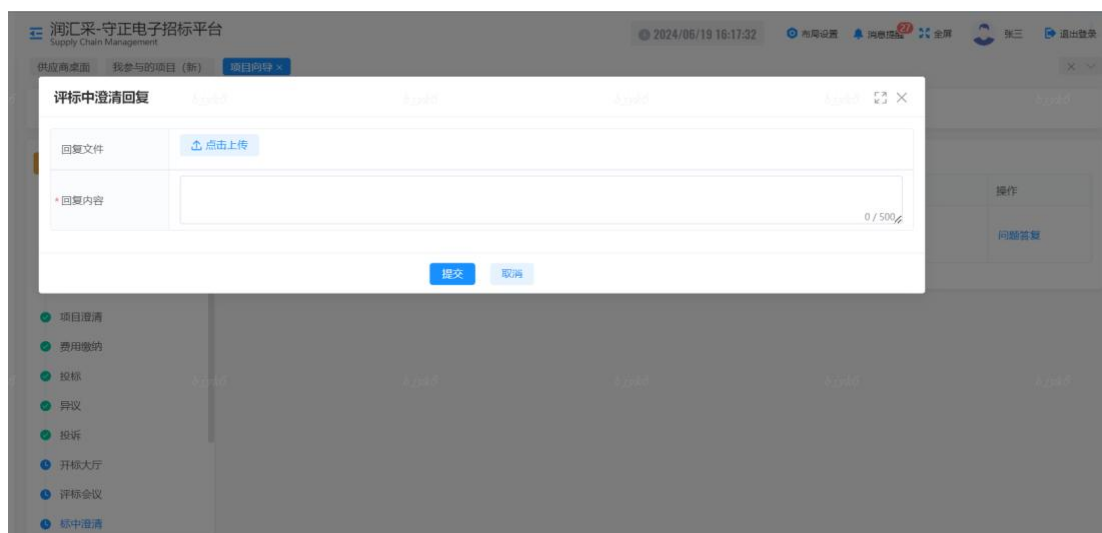 润汇采-守正电子招标平台
Supply Chain Management
2024/06/19 16:17:32
布局设置
消息提醒
27
全屏
张三
退出登录
供应商桌面
我参与的项目 (新)
项目向导 ×
评标中澄清回复
回复文件
点击上传
*回复内容
0 / 500
操作
问题答复
提交
取消
项目澄清
费用缴纳
投标
异议
投诉
开标大厅
评标会议
标中澄清